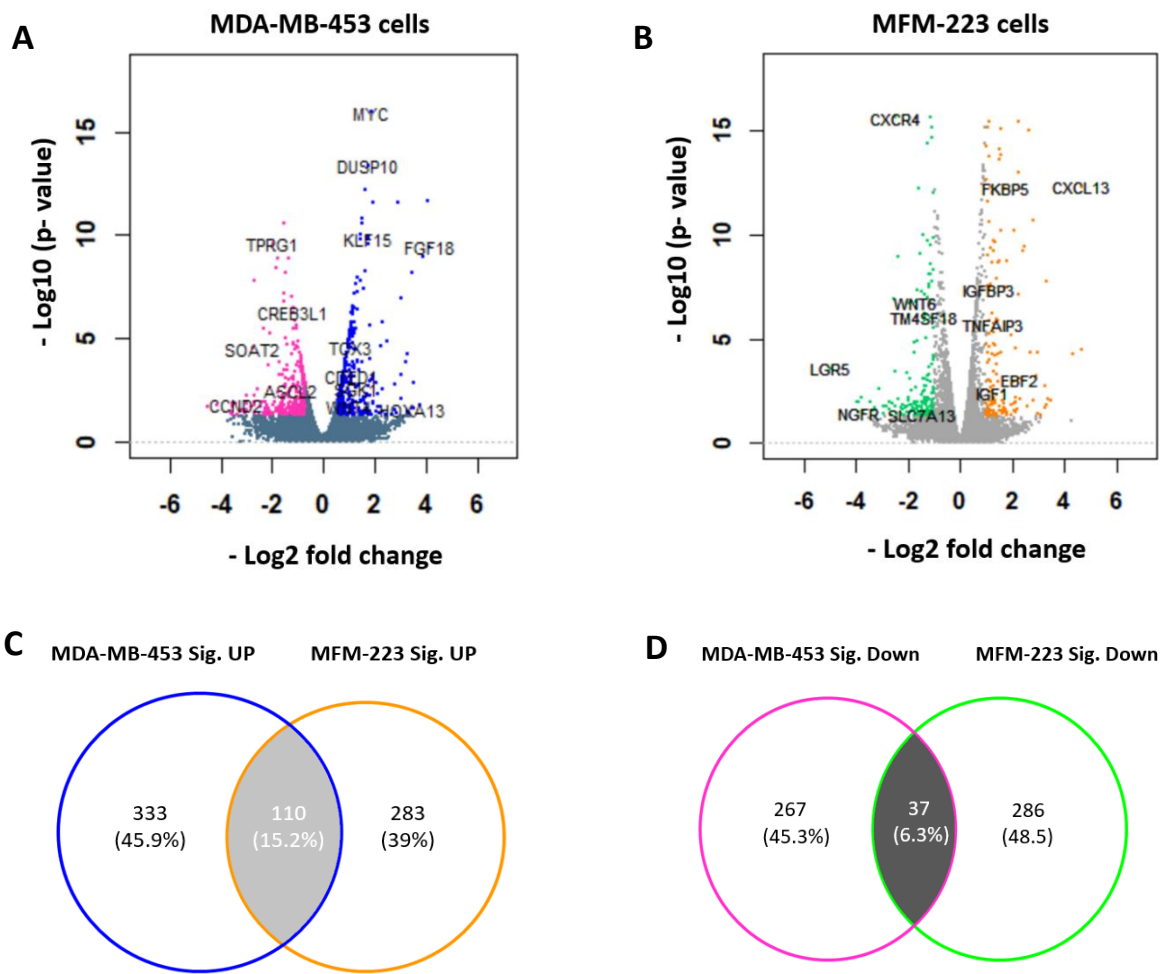 A
MDA-MB-453 cells
- Log10 (p- value)
15
10
5
0
MYC
DUSP10
KLF15
FGF18
TPRG1
CREB3L1
SOAT2
TOX3
ASCL2
CCND2
HOXA13
-6 -4 -2 0 2 4 6
- Log2 fold change
B
MFM-223 cells
- Log10 (p- value)
15
10
5
0
CXCR4
FKBP5
CXCL13
IGFBP3
WNT6
TM4SF18
TNFAIP3
LGR5
EBF2
IGF1
NGFR
SLC7A13
-6 -4 -2 0 2 4 6
- Log2 fold change
C
MDA-MB-453 Sig. UP MFM-223 Sig. UP
333 110 283
(45.9%) (15.2%) (39%)
D
MDA-MB-453 Sig. Down MFM-223 Sig. Down
267 37 286
(45.3%) (6.3%) (48.5)